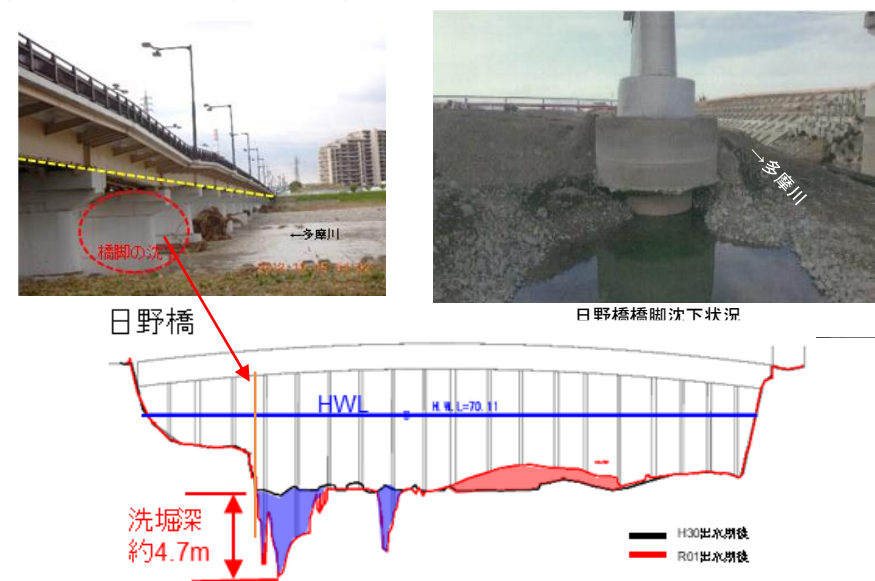 →多摩川
←多摩川
橋脚の沈
日野橋橋脚沈下状況
日野橋
HWL
H.W.L=70.11
洗堀深
約4.7m
H30出水期後
R01出水期後